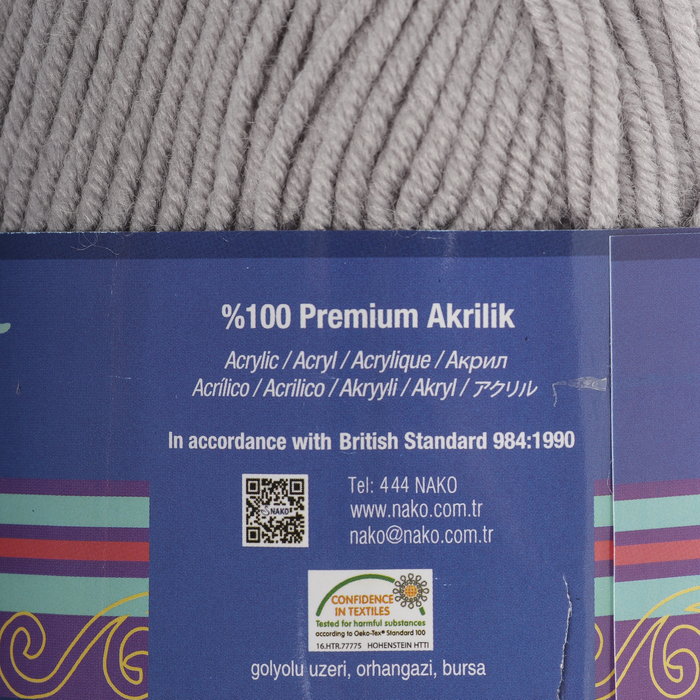 %100 Premium Akrilik
Acrylic / Acryl / Acrylique / Акрил
Acrílico / Acrilico / Akryyli / Akryl / アクリル
In accordance with British Standard 984:1990
NAKO
Tel: 444 NAKO
www.nako.com.tr
nako@nako.com.tr
CONFIDENCE
IN TEXTILES
Tested for harmful substances
according to Oeko-Tex® Standard 100
16.HTR.77775 HOHENSTEIN HTTI
golyolu uzeri, orhangazi, bursa